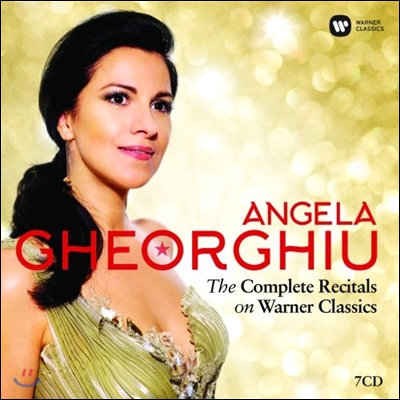 WARNER
CLASSICS
ANGELA
GHEORGHIU
The Complete Recitals
on Warner Classics
7CD